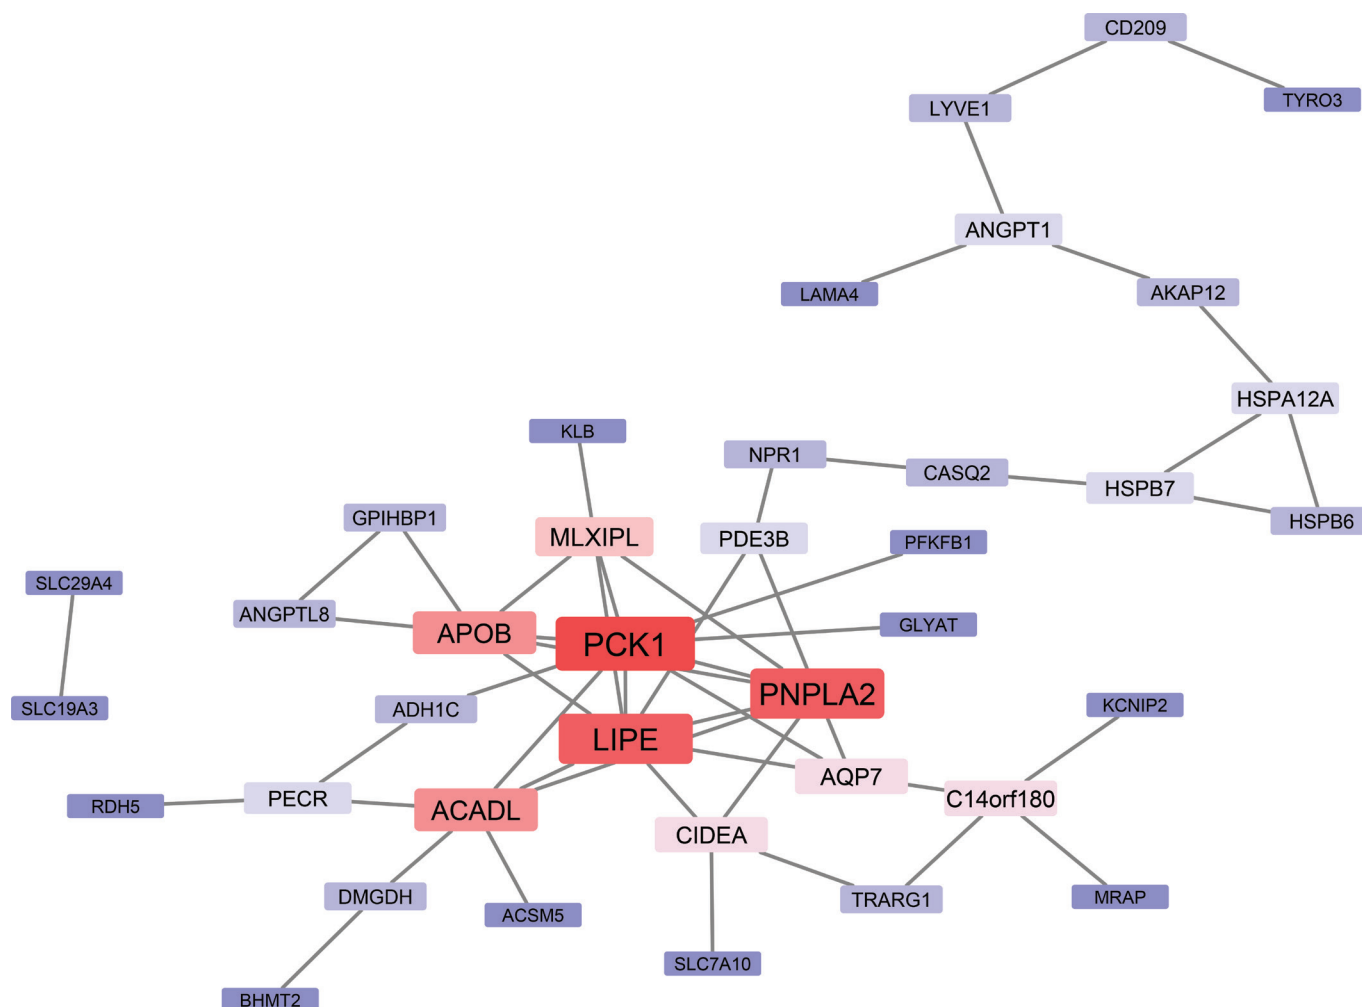 CD209
TYRO3
LYVE1
ANGPT1
LAMA4
AKAP12
HSPA12A
KLB
NPR1
CASQ2
HSPB7
GPIHBP1
HSPB6
MLXIPL
PDE3B
PFKFB1
SLC29A4
ANGPTL8
APOB
PCK1
GLYAT
SLC19A3
ADH1C
PNPLA2
KCNIP2
LIPE
AQP7
RDH5
PECR
ACADL
C14orf180
CIDEA
DMGDH
ACSM5
TRARG1
MRAP
SLC7A10
BHMT2